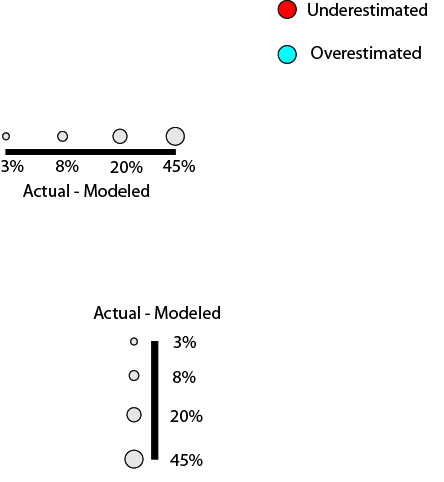 Underestimated
Overestimated
3% 8% 20% 45%
Actual - Modeled
Actual - Modeled
3%
8%
20%
45%